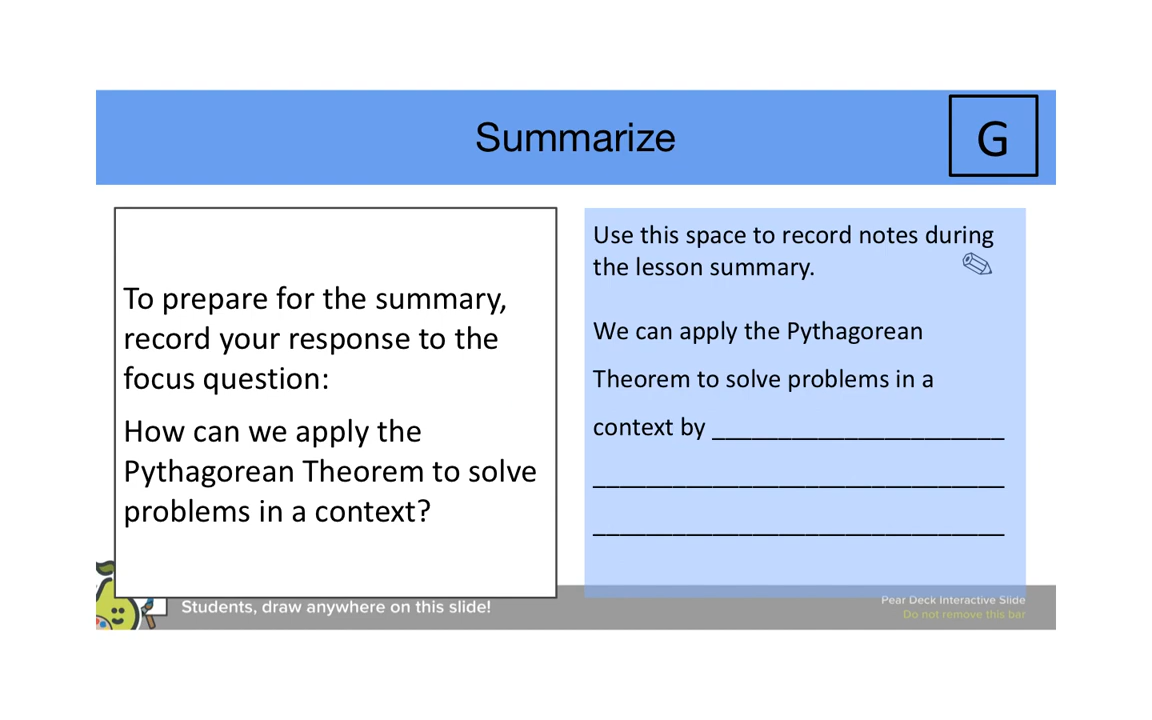 Summarize
G
To prepare for the summary,
record your response to the
focus question:
How can we apply the
Pythagorean Theorem to solve
problems in a context?
Use this space to record notes during
the lesson summary.
We can apply the Pythagorean
Theorem to solve problems in a
context by ______________________
_______________________________
_______________________________
Students, draw anywhere on this slide!
Pear Deck Interactive Slide
Do not remove this bar